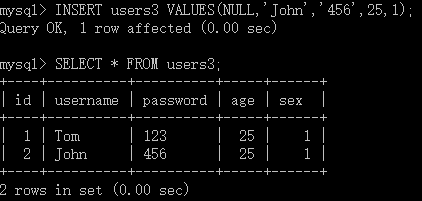 mysql> INSERT users3 VALUES(NULL,'John','456',25,1);
Query OK, 1 row affected (0.00 sec)
mysql> SELECT * FROM users3;
+----+----------+----------+-----+------+
| id | username | password | age | sex  |
+----+----------+----------+-----+------+
|  1 | Tom      | 123      |  25 |    1 |
|  2 | John     | 456      |  25 |    1 |
+----+----------+----------+-----+------+
2 rows in set (0.00 sec)